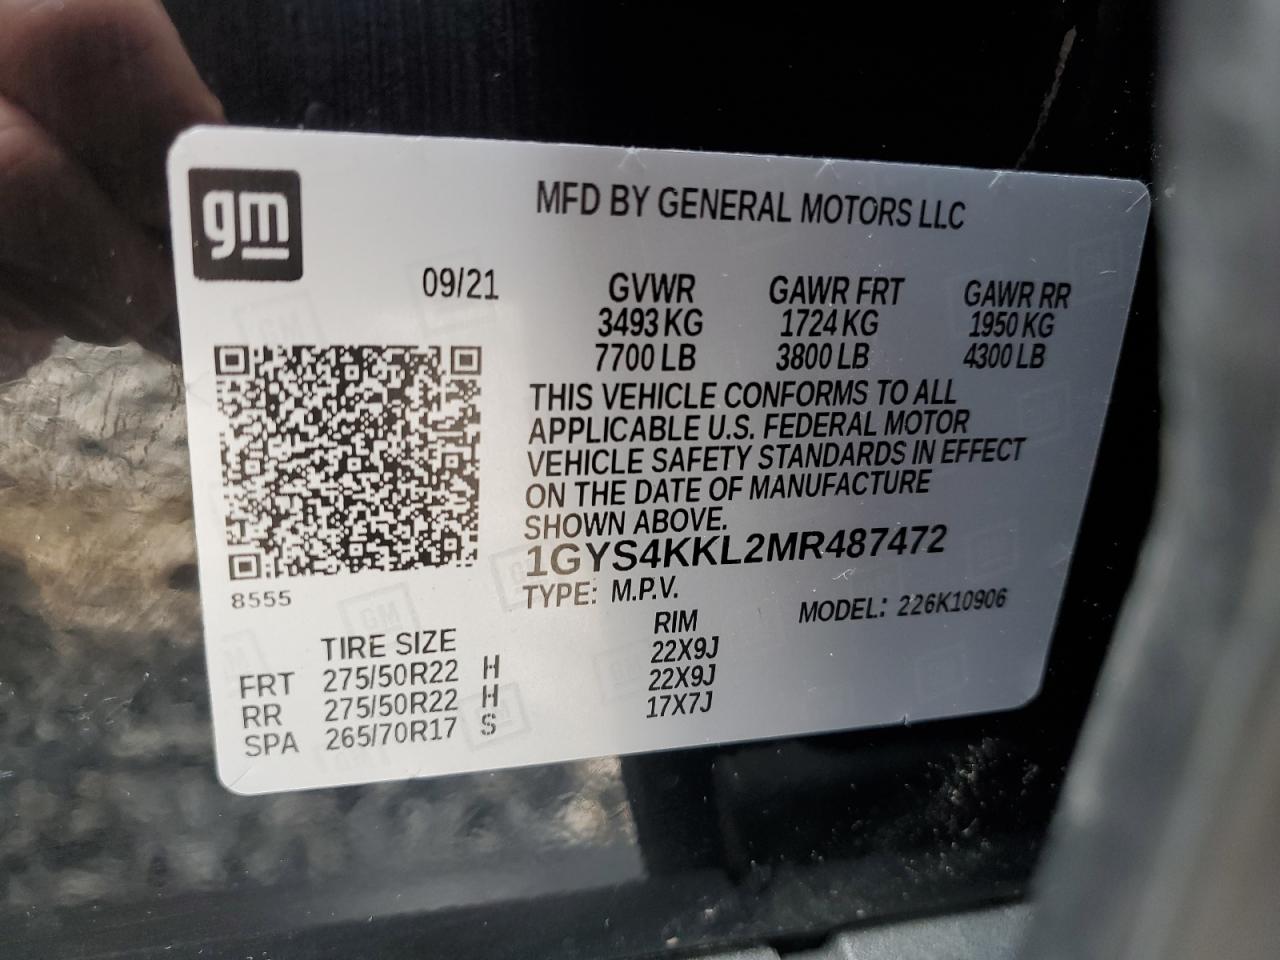 gm
MFD BY GENERAL MOTORS LLC
09/21
GVWR GAWR FRT GAWR RR
3493 KG 1724 KG 1950 KG
7700 LB 3800 LB 4300 LB
THIS VEHICLE CONFORMS TO ALL
APPLICABLE U.S. FEDERAL MOTOR
VEHICLE SAFETY STANDARDS IN EFFECT
ON THE DATE OF MANUFACTURE
SHOWN ABOVE.
1GYS4KKL2MR487472
8555
TYPE: M.P.V. MODEL: 226K10906
TIRE SIZE RIM
FRT 275/50R22 H 22X9J
RR 275/50R22 H 22X9J
SPA 265/70R17 S 17X7J